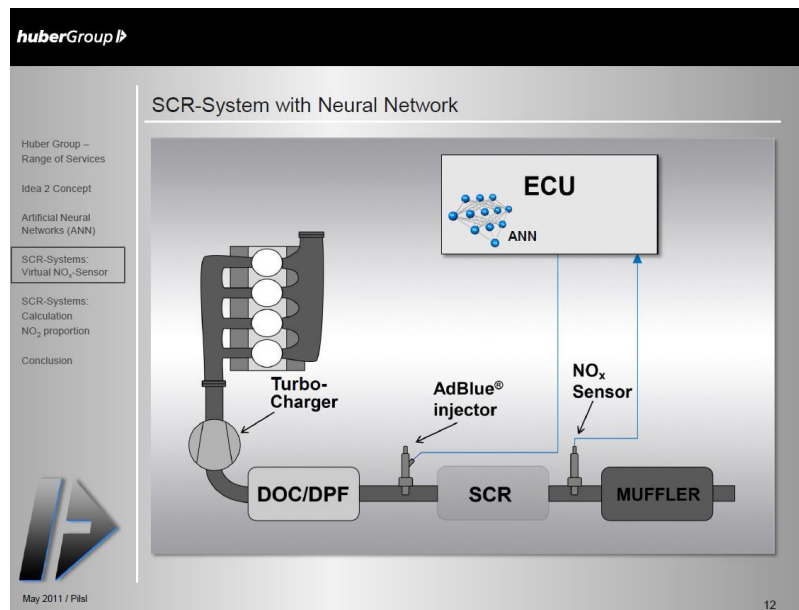 huberGroup
SCR-System with Neural Network
Huber Group –
Range of Services
Idea 2 Concept
Artificial Neural
Networks (ANN)
SCR-Systems:
Virtual NOx-Sensor
SCR-Systems:
Calculation
NO2 proportion
Conclusion
ECU
ANN
Turbo-
Charger
AdBlue®
injector
NOx
Sensor
DOC/DPF
SCR
MUFFLER
May 2011 / Pilsl
12